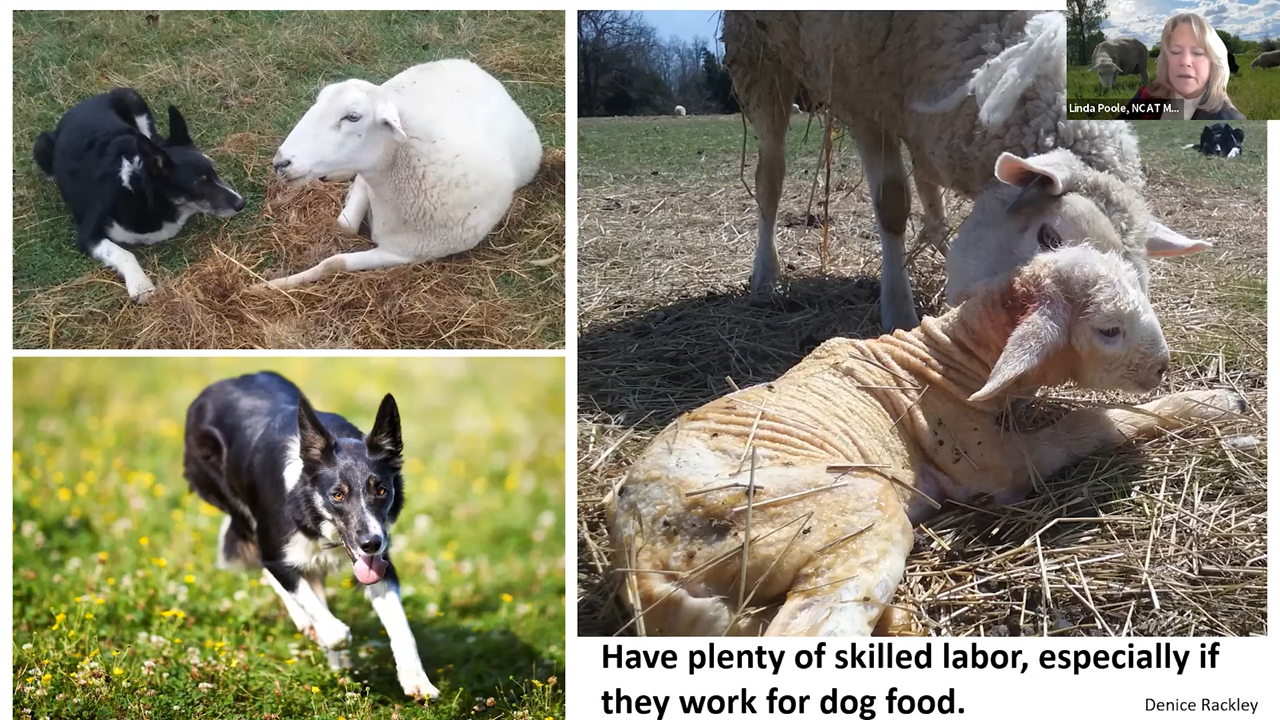 Linda Poole, NCAT M...
Have plenty of skilled labor, especially if
they work for dog food.
Denice Rackley